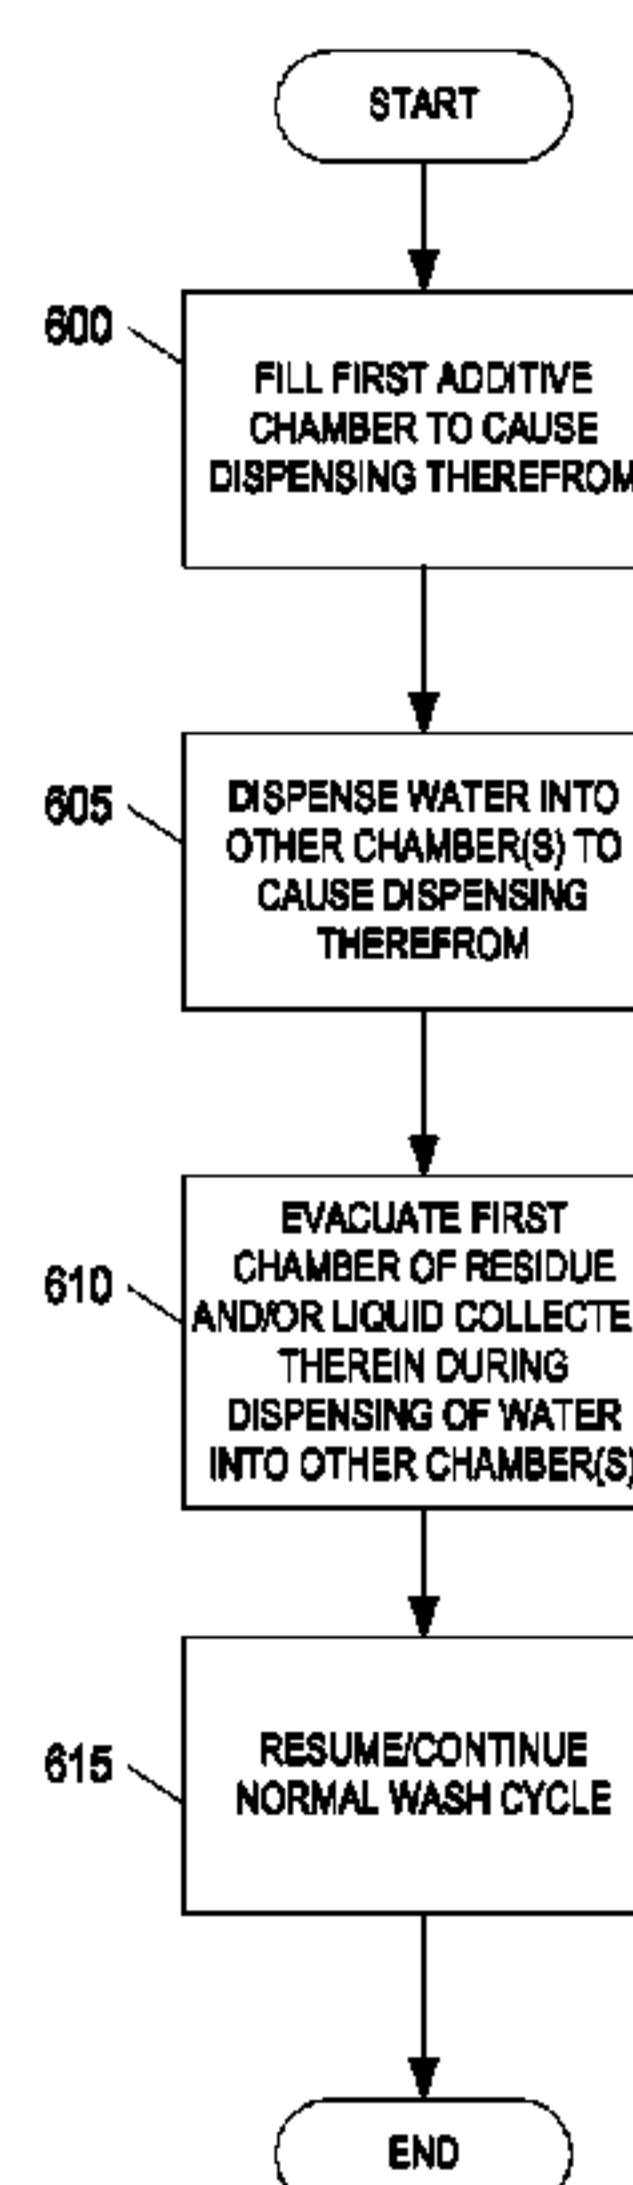 START
600
FILL FIRST ADDITIVE
CHAMBER TO CAUSE
DISPENSING THEREFROM
605
DISPENSE WATER INTO
OTHER CHAMBER(S) TO
CAUSE DISPENSING
THEREFROM
610
EVACUATE FIRST
CHAMBER OF RESIDUE
AND/OR LIQUID COLLECTE
THEREIN DURING
DISPENSING OF WATER
INTO OTHER CHAMBER(S)
615
RESUME/CONTINUE
NORMAL WASH CYCLE
END